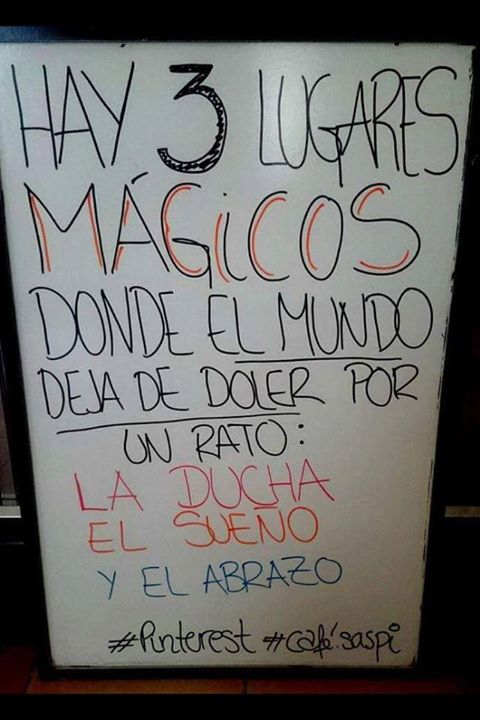 HAY 3 LUGARES
MÁGiCOS
DONDE EL MUNDO
DEJA DE DOLER POR
UN RATO:
LA DUCHA
EL SUEÑO
Y EL ABRAZO
#Pinterest #café.saspi